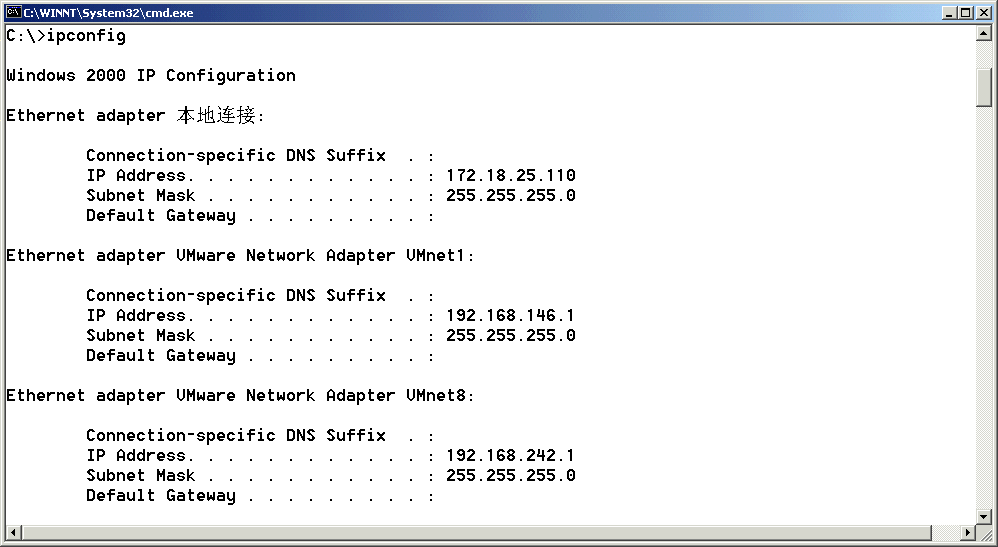 C:\WINNT\System32\cmd.exe
C:\>ipconfig
Windows 2000 IP Configuration
Ethernet adapter 本地连接:
Connection-specific DNS Suffix  . :
IP Address. . . . . . . . . . . . : 172.18.25.110
Subnet Mask . . . . . . . . . . . : 255.255.255.0
Default Gateway . . . . . . . . . :
Ethernet adapter VMware Network Adapter VMnet1:
Connection-specific DNS Suffix  . :
IP Address. . . . . . . . . . . . : 192.168.146.1
Subnet Mask . . . . . . . . . . . : 255.255.255.0
Default Gateway . . . . . . . . . :
Ethernet adapter VMware Network Adapter VMnet8:
Connection-specific DNS Suffix  . :
IP Address. . . . . . . . . . . . : 192.168.242.1
Subnet Mask . . . . . . . . . . . : 255.255.255.0
Default Gateway . . . . . . . . . :